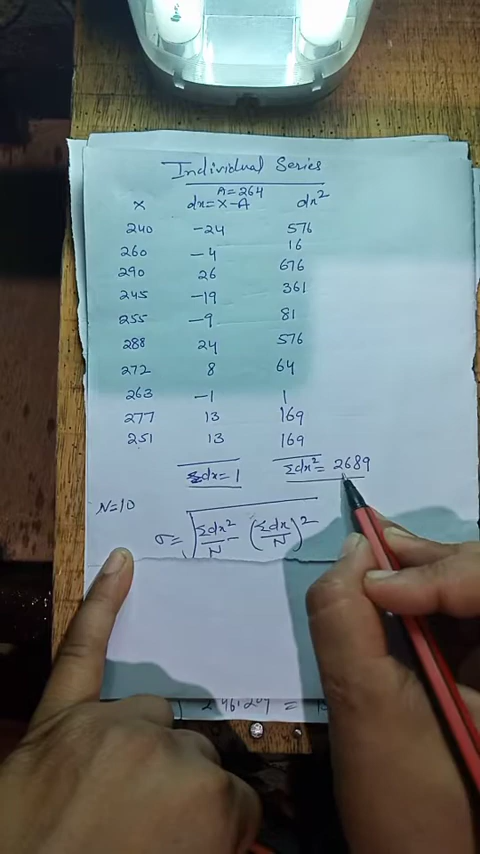 Individual Series
A=264
x dx=x-A dx²
240 -24 576
260 -4 16
290 26 676
245 -19 361
255 -9 81
288 24 576
272 8 64
263 -1 1
277 13 169
251 13 169
Σdx=1 Σdx²=2689
N=10
σ=√Σdx²/N-(Σdx/N)²